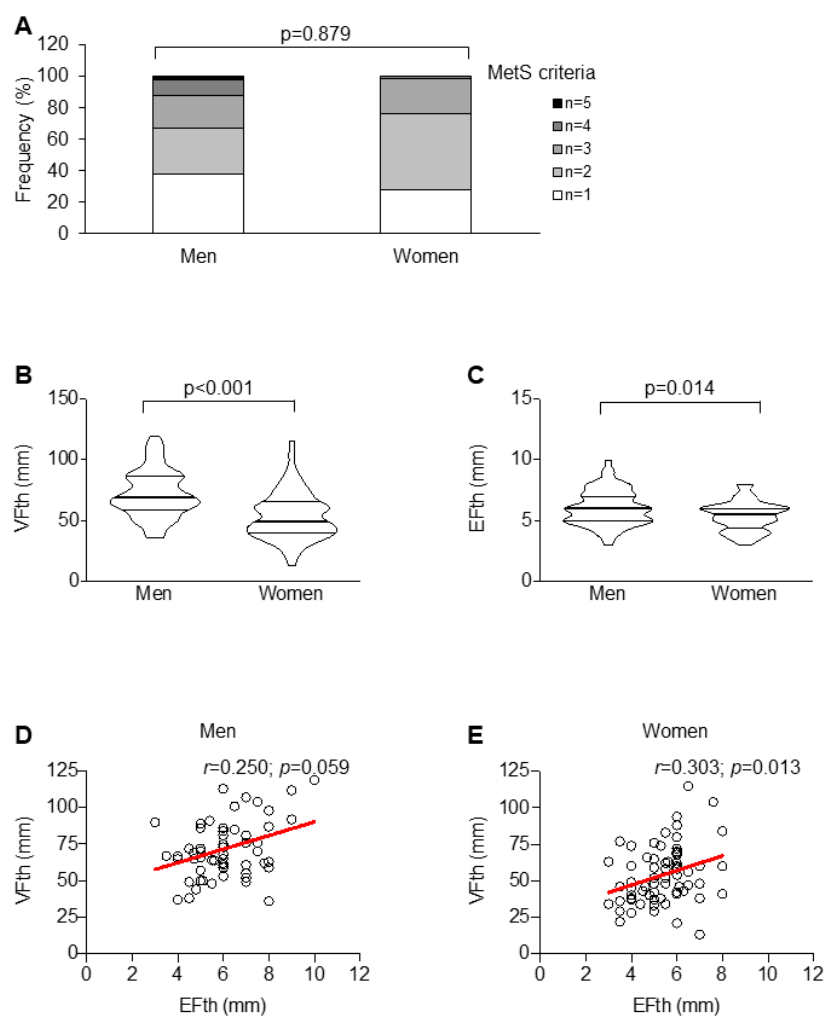 A
p=0.879
120
100
80
60
40
20
0
Frequency (%)
Men
Women
MetS criteria
n=5
n=4
n=3
n=2
n=1
B
p<0.001
150
100
50
0
VFth (mm)
Men
Women
C
p=0.014
15
10
5
0
EFth (mm)
Men
Women
D
Men
r=0.250; p=0.059
125
100
75
50
25
0
VFth (mm)
0 2 4 6 8 10 12
EFth (mm)
E
Women
r=0.303; p=0.013
125
100
75
50
25
0
VFth (mm)
0 2 4 6 8 10 12
EFth (mm)